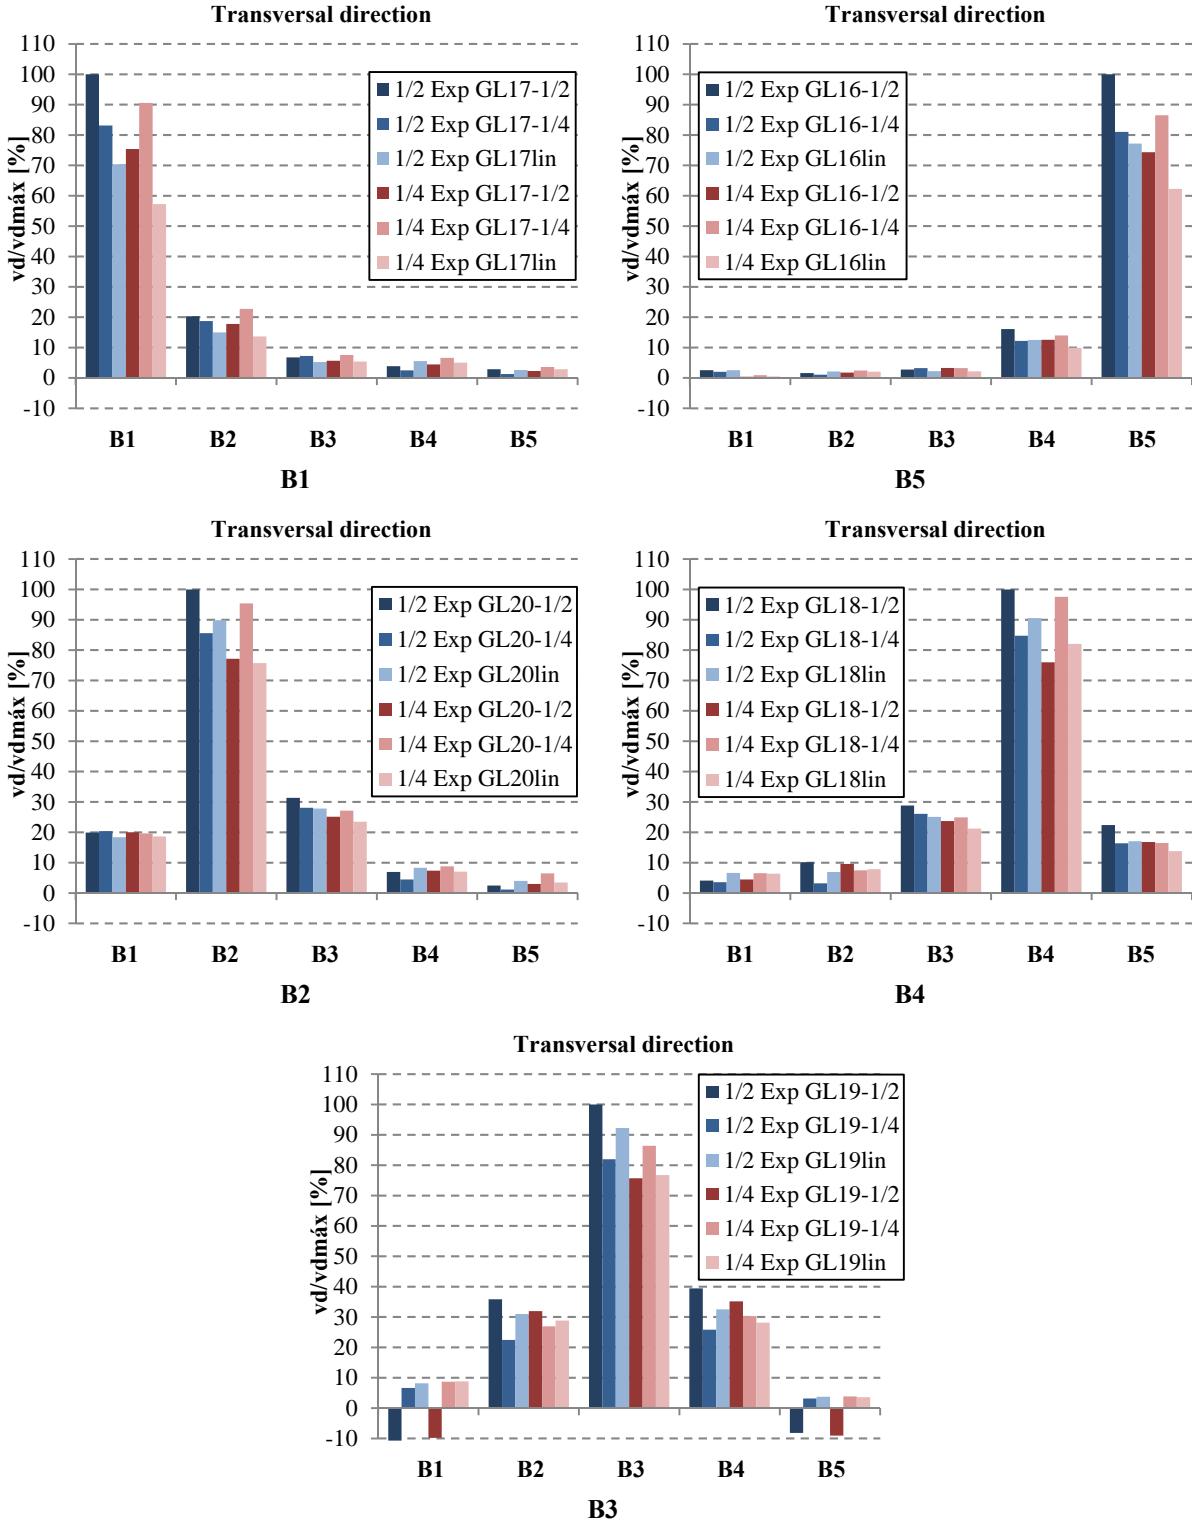 Transversal direction
vd/vdmáx [%]
110
100
90
80
70
60
50
40
30
20
10
0
-10
1/2 Exp GL17-1/2
1/2 Exp GL17-1/4
1/2 Exp GL17lin
1/4 Exp GL17-1/2
1/4 Exp GL17-1/4
1/4 Exp GL17lin
B1 B2 B3 B4 B5
B1
Transversal direction
vd/vdmáx [%]
110
100
90
80
70
60
50
40
30
20
10
0
-10
1/2 Exp GL16-1/2
1/2 Exp GL16-1/4
1/2 Exp GL16lin
1/4 Exp GL16-1/2
1/4 Exp GL16-1/4
1/4 Exp GL16lin
B1 B2 B3 B4 B5
B5
Transversal direction
vd/vdmáx [%]
110
100
90
80
70
60
50
40
30
20
10
0
-10
1/2 Exp GL20-1/2
1/2 Exp GL20-1/4
1/2 Exp GL20lin
1/4 Exp GL20-1/2
1/4 Exp GL20-1/4
1/4 Exp GL20lin
B1 B2 B3 B4 B5
B2
Transversal direction
vd/vdmáx [%]
110
100
90
80
70
60
50
40
30
20
10
0
-10
1/2 Exp GL18-1/2
1/2 Exp GL18-1/4
1/2 Exp GL18lin
1/4 Exp GL18-1/2
1/4 Exp GL18-1/4
1/4 Exp GL18lin
B1 B2 B3 B4 B5
B4
Transversal direction
vd/vdmáx [%]
110
100
90
80
70
60
50
40
30
20
10
0
-10
1/2 Exp GL19-1/2
1/2 Exp GL19-1/4
1/2 Exp GL19lin
1/4 Exp GL19-1/2
1/4 Exp GL19-1/4
1/4 Exp GL19lin
B1 B2 B3 B4 B5
B3